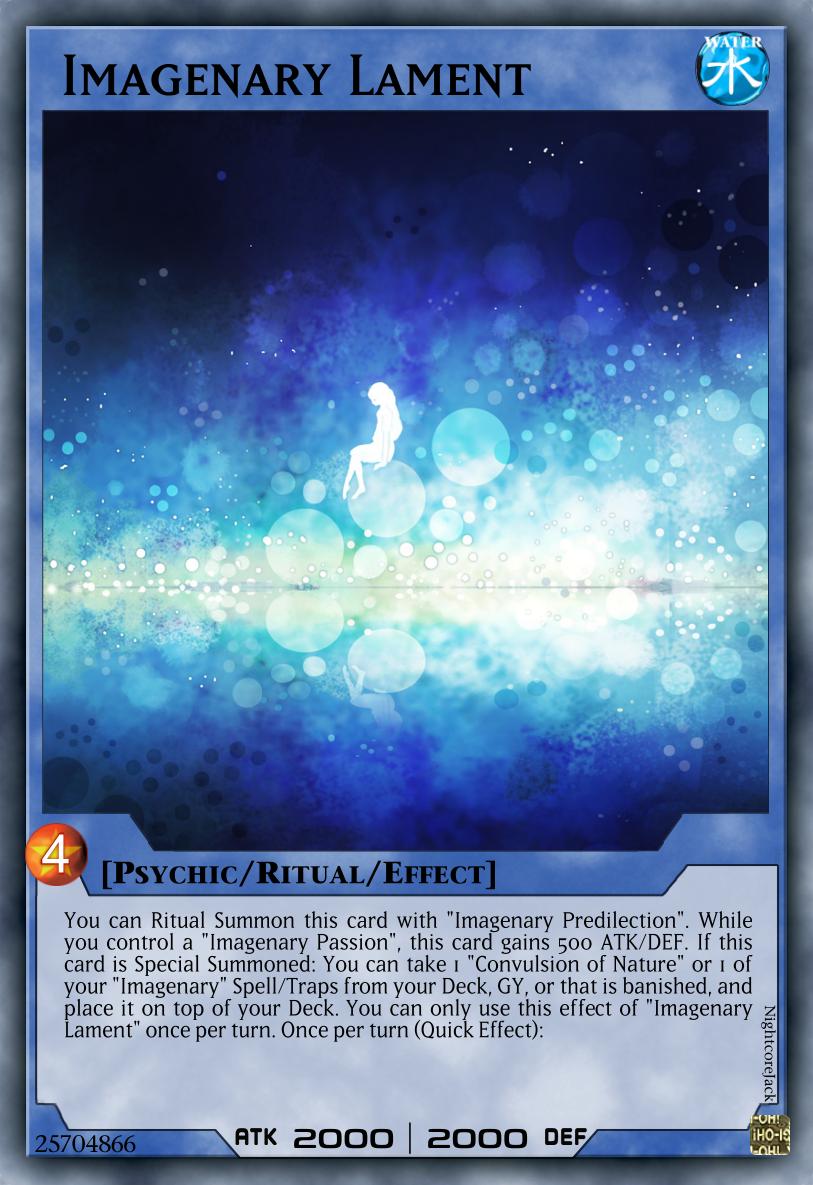 Imagenary Lament
WATER
水
4
[Psychic/Ritual/Effect]
You can Ritual Summon this card with "Imagenary Predilection". While
you control a "Imagenary Passion", this card gains 500 ATK/DEF. If this
card is Special Summoned: You can take 1 "Convulsion of Nature" or 1 of
your "Imagenary" Spell/Traps from your Deck, GY, or that is banished, and
place it on top of your Deck. You can only use this effect of "Imagenary
Lament" once per turn. Once per turn (Quick Effect):
NightcoreJack
25704866
ATK 2000 | 2000 DEF